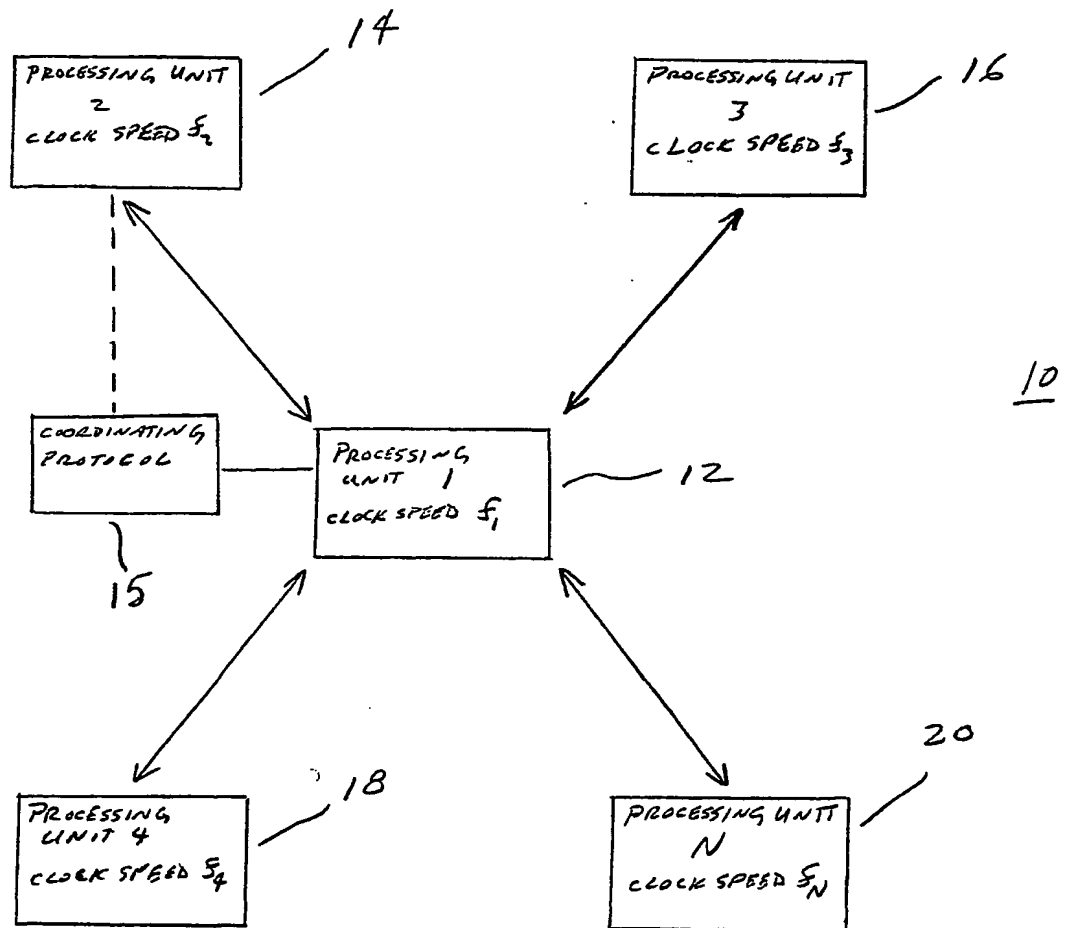 14
PROCESSING UNIT
2
CLOCK SPEED f₂
16
PROCESSING UNIT
3
CLOCK SPEED f₃
10
COORDINATING
PROTOCOL
15
PROCESSING
UNIT 1
CLOCK SPEED f₁
12
18
PROCESSING
UNIT 4
CLOCK SPEED f₄
20
PROCESSING UNIT
N
CLOCK SPEED f_N